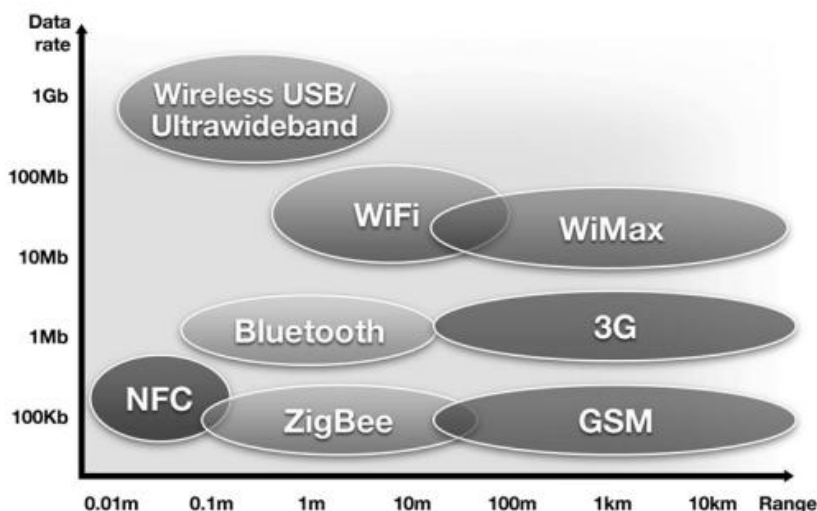 Data
rate
1Gb
Wireless USB/
Ultrawideband
100Mb
WiFi
WiMax
10Mb
Bluetooth
3G
1Mb
NFC
ZigBee
GSM
100Kb
0.01m 0.1m 1m 10m 100m 1km 10km Range